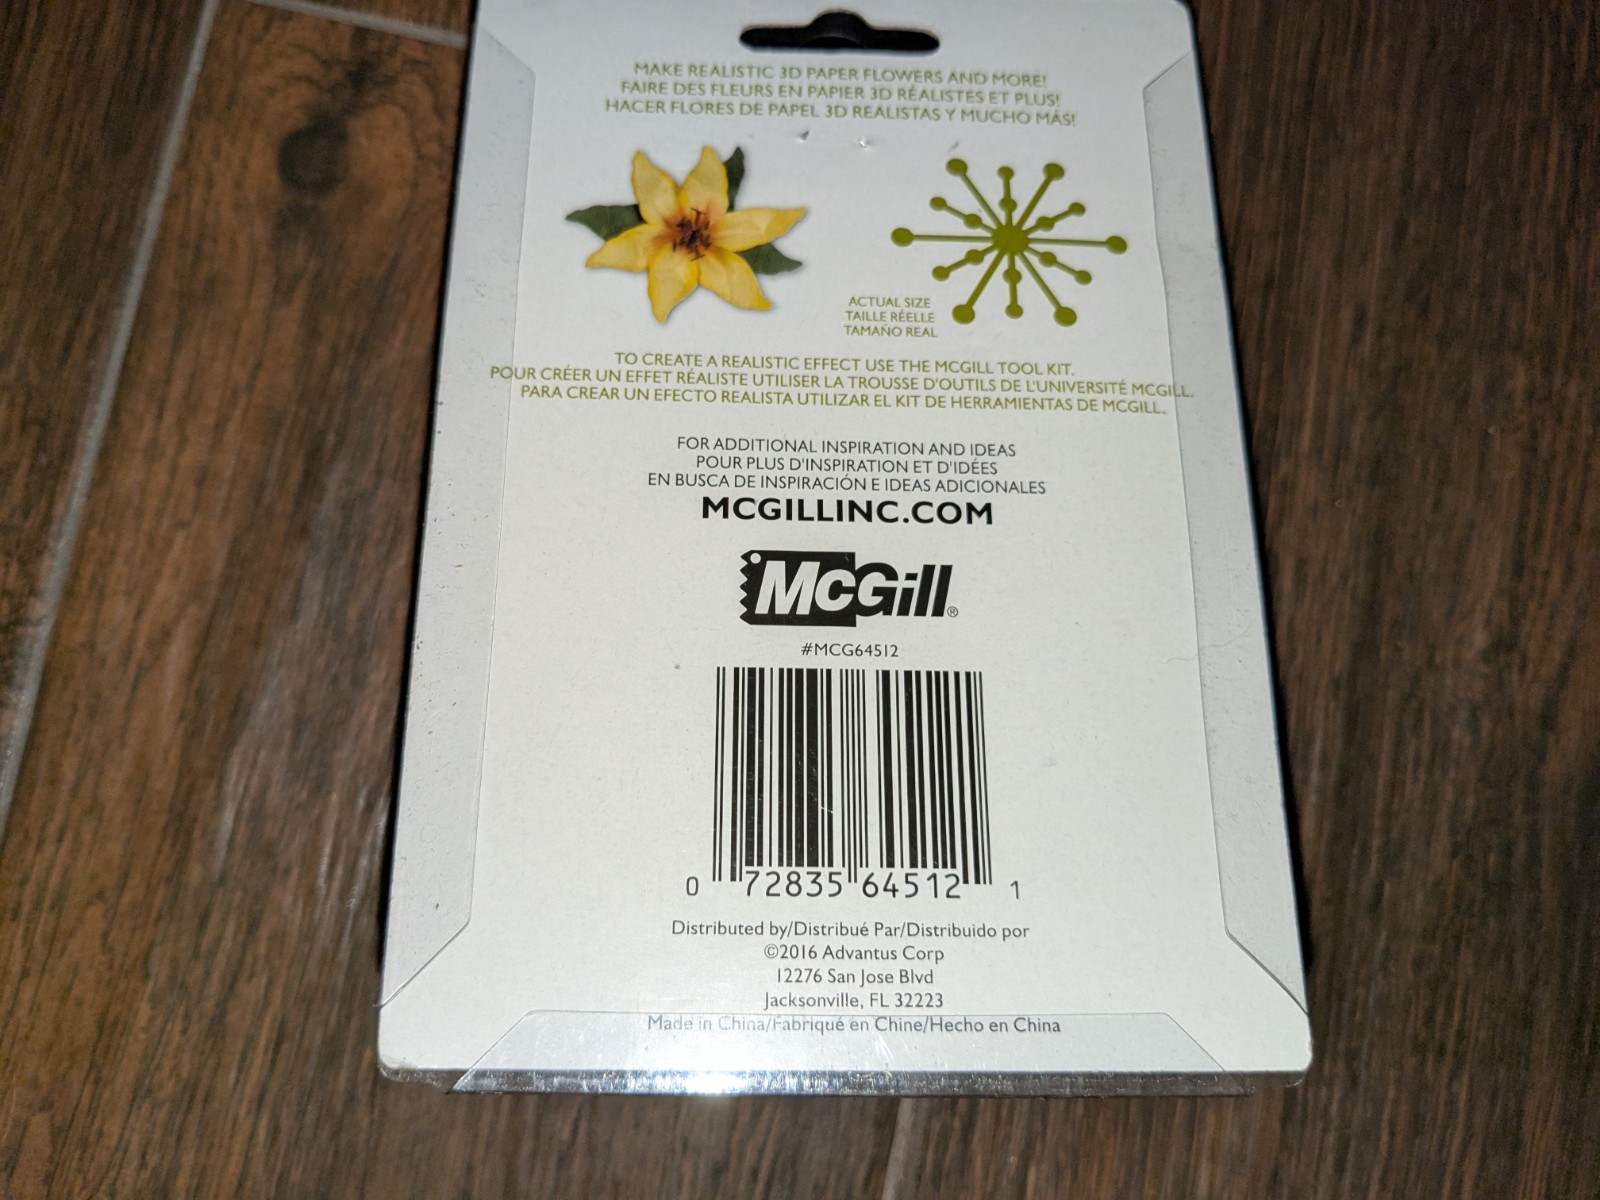 MAKE REALISTIC 3D PAPER FLOWERS AND MORE!
FAIRE DES FLEURS EN PAPIER 3D RÉALISTES ET PLUS!
HACER FLORES DE PAPEL 3D REALISTAS Y MUCHO MÁS!
ACTUAL SIZE
TAILLE RÉELLE
TAMAÑO REAL
TO CREATE A REALISTIC EFFECT USE THE MCGILL TOOL KIT.
POUR CRÉER UN EFFET RÉALISTE UTILISER LA TROUSSE D'OUTILS DE L'UNIVERSITÉ MCGILL.
PARA CREAR UN EFECTO REALISTA UTILIZAR EL KIT DE HERRAMIENTAS DE MCGILL.
FOR ADDITIONAL INSPIRATION AND IDEAS
POUR PLUS D'INSPIRATION ET D'IDÉES
EN BUSCA DE INSPIRACIÓN E IDEAS ADICIONALES
MCGILLINC.COM
McGill®
#MCG64512
0 72835 64512 1
Distributed by/Distribué Par/Distribuido por
©2016 Advantus Corp
12276 San Jose Blvd
Jacksonville, FL 32223
Made in China/Fabriqué en Chine/Hecho en China